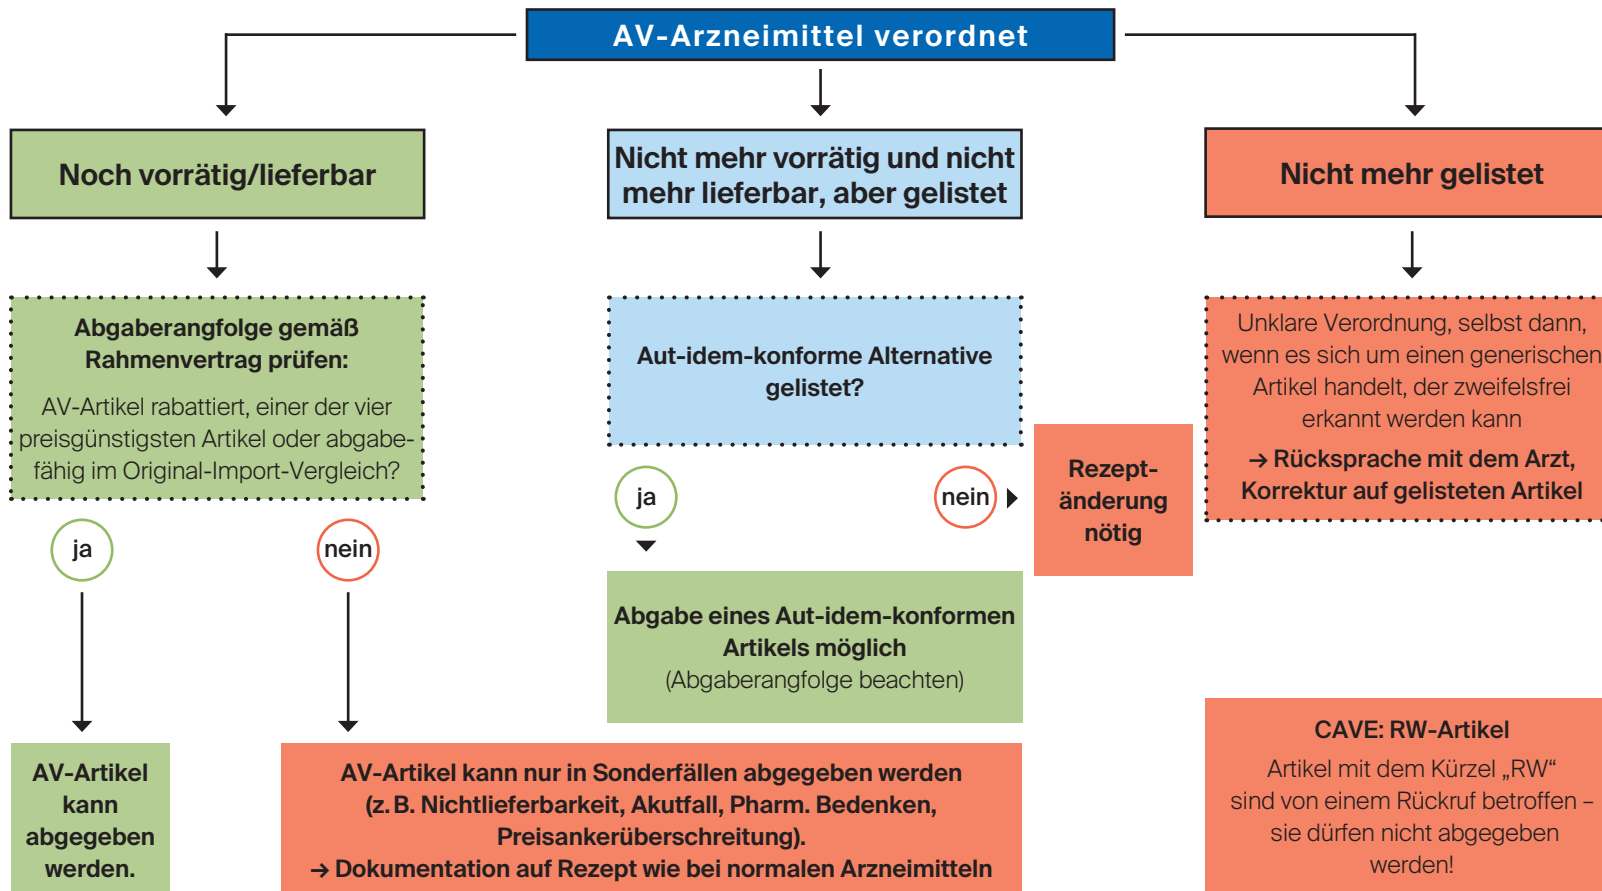 AV-Arzneimittel verordnet
Noch vorrätig/lieferbar
Nicht mehr vorrätig und nicht
mehr lieferbar, aber gelistet
Nicht mehr gelistet
Abgaberangfolge gemäß
Rahmenvertrag prüfen:
AV-Artikel rabattiert, einer der vier
preisgünstigsten Artikel oder abgabe-
fähig im Original-Import-Vergleich?
ja
nein
AV-Artikel
kann
abgegeben
werden.
AV-Artikel kann nur in Sonderfällen abgegeben werden
(z. B. Nichtlieferbarkeit, Akutfall, Pharm. Bedenken,
Preisankerüberschreitung).
→ Dokumentation auf Rezept wie bei normalen Arzneimitteln
Aut-idem-konforme Alternative
gelistet?
ja
nein
Rezept-
änderung
nötig
Abgabe eines Aut-idem-konformen
Artikels möglich
(Abgaberangfolge beachten)
Unklare Verordnung, selbst dann,
wenn es sich um einen generischen
Artikel handelt, der zweifelsfrei
erkannt werden kann
→ Rücksprache mit dem Arzt,
Korrektur auf gelisteten Artikel
CAVE: RW-Artikel
Artikel mit dem Kürzel „RW“
sind von einem Rückruf betroffen –
sie dürfen nicht abgegeben
werden!